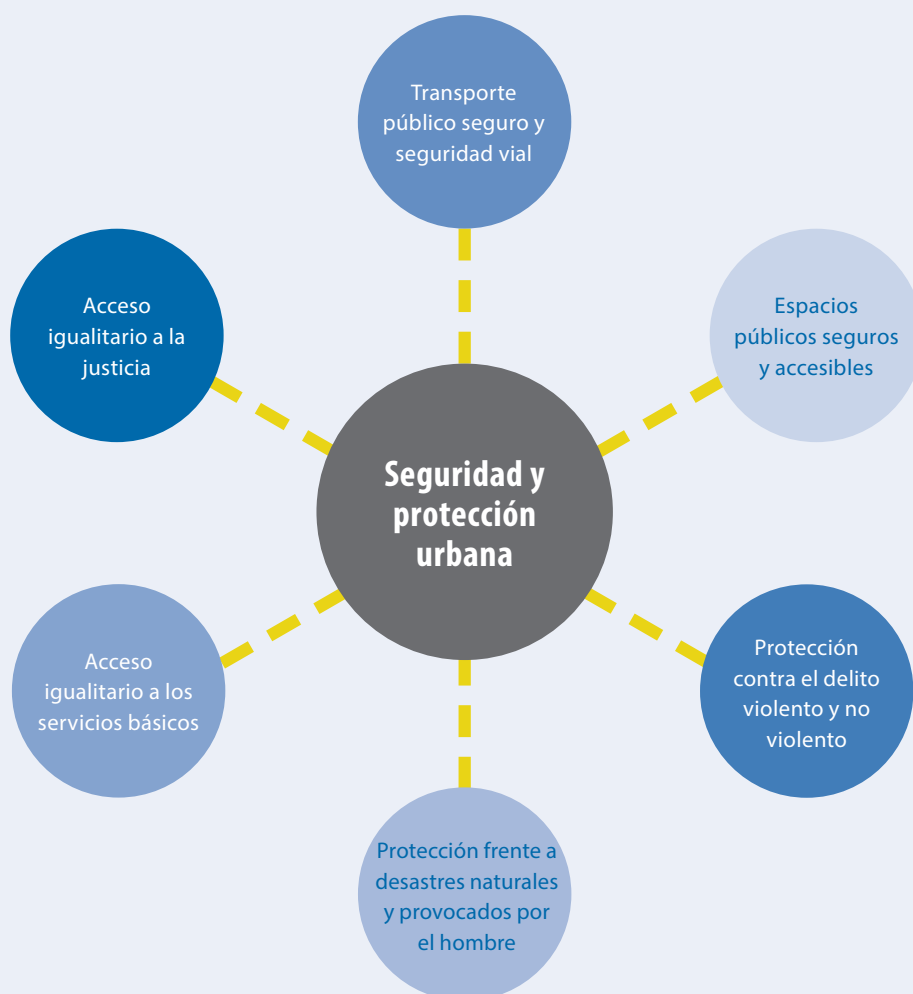 Transporte
público seguro y
seguridad vial
Acceso
igualitario a la
justicia
Espacios
públicos seguros
y accesibles
Seguridad y
protección
urbana
Acceso
igualitario a los
servicios básicos
Protección
contra el delito
violento y no
violento
Protección frente a
desastres naturales
y provocados por
el hombre